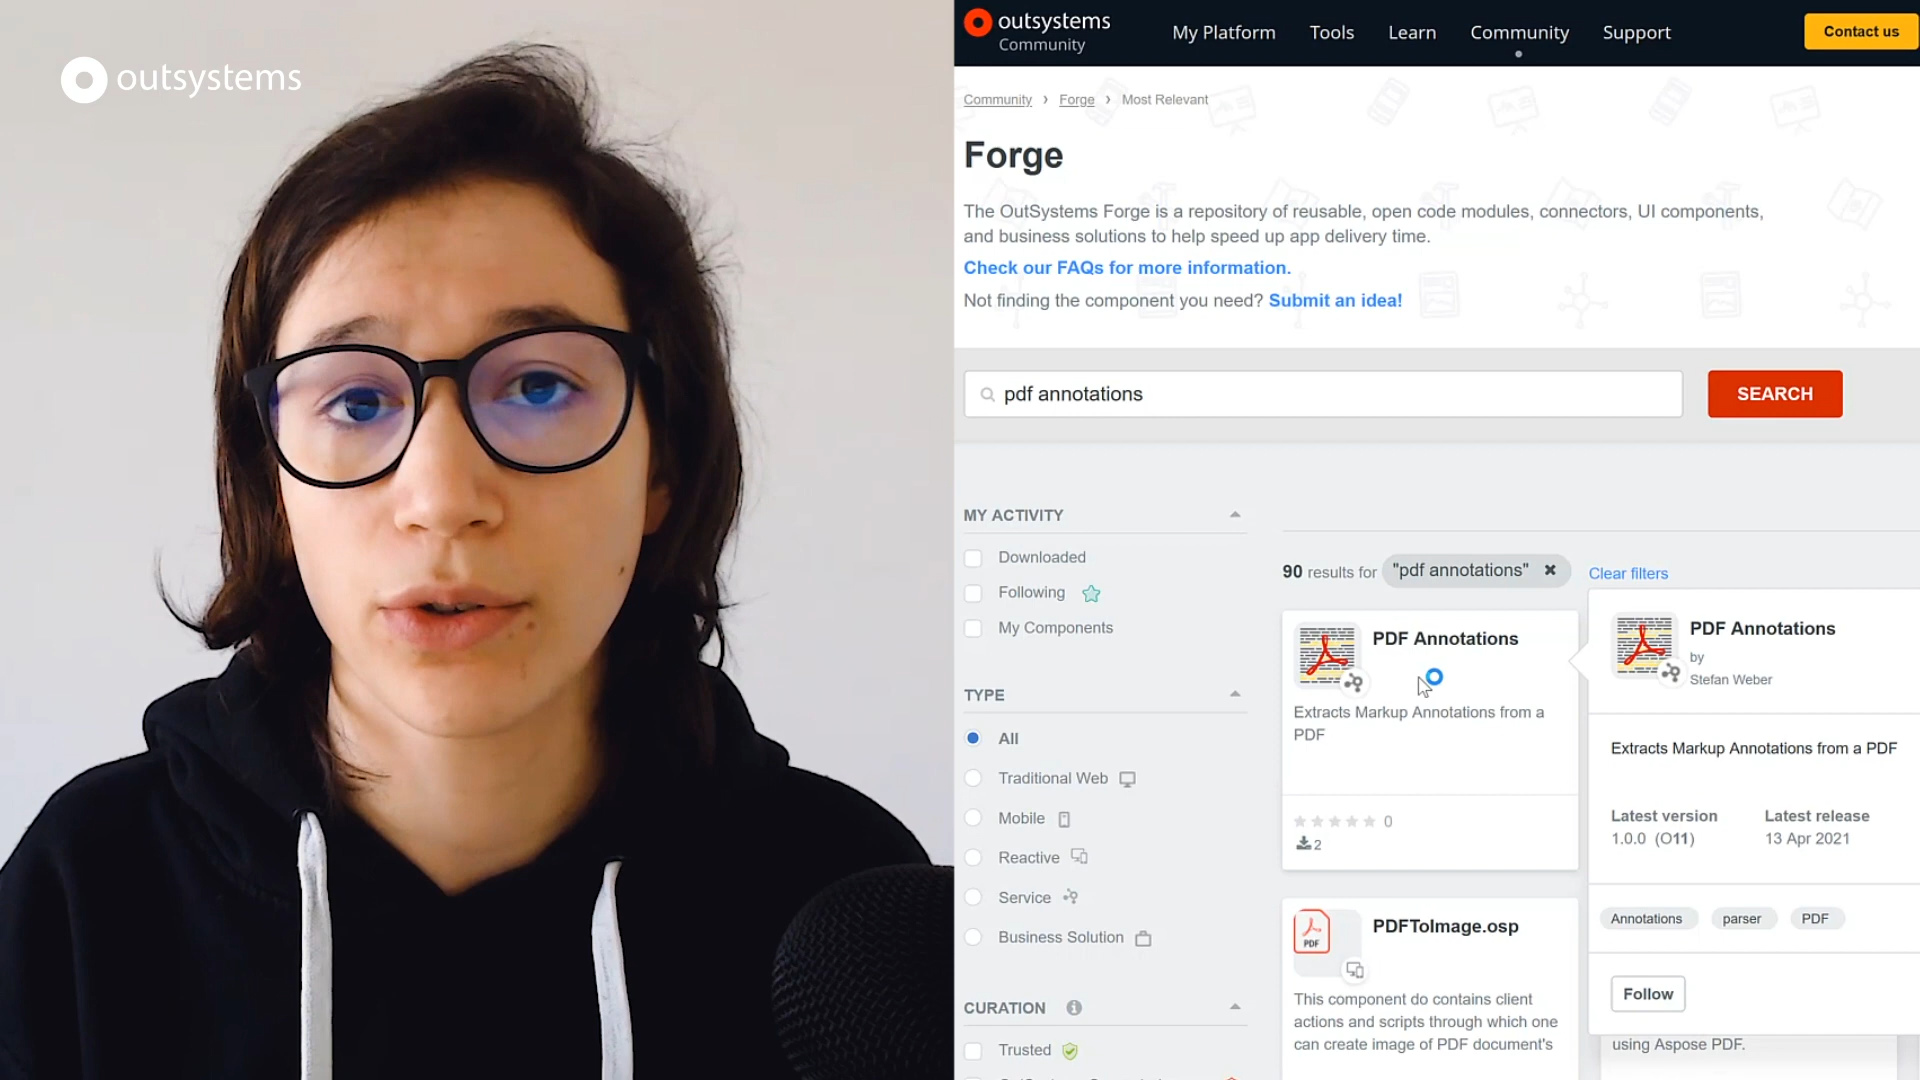 outsystems
outsystems
Community
My Platform
Tools
Learn
Community
Support
Contact us
Community › Forge › Most Relevant
Forge
The OutSystems Forge is a repository of reusable, open code modules, connectors, UI components,
and business solutions to help speed up app delivery time.
Check our FAQs for more information.
Not finding the component you need? Submit an idea!
pdf annotations
SEARCH
MY ACTIVITY
Downloaded
Following
My Components
TYPE
All
Traditional Web
Mobile
Reactive
Service
Business Solution
CURATION
Trusted
90 results for "pdf annotations"
Clear filters
PDF Annotations
Extracts Markup Annotations from a
PDF
0
2
PDF
PDFToImage.osp
This component do contains client
actions and scripts through which one
can create image of PDF document's
PDF Annotations
by
Stefan Weber
Extracts Markup Annotations from a PDF
Latest version
1.0.0 (O11)
Latest release
13 Apr 2021
Annotations
parser
PDF
Follow
using Aspose PDF.